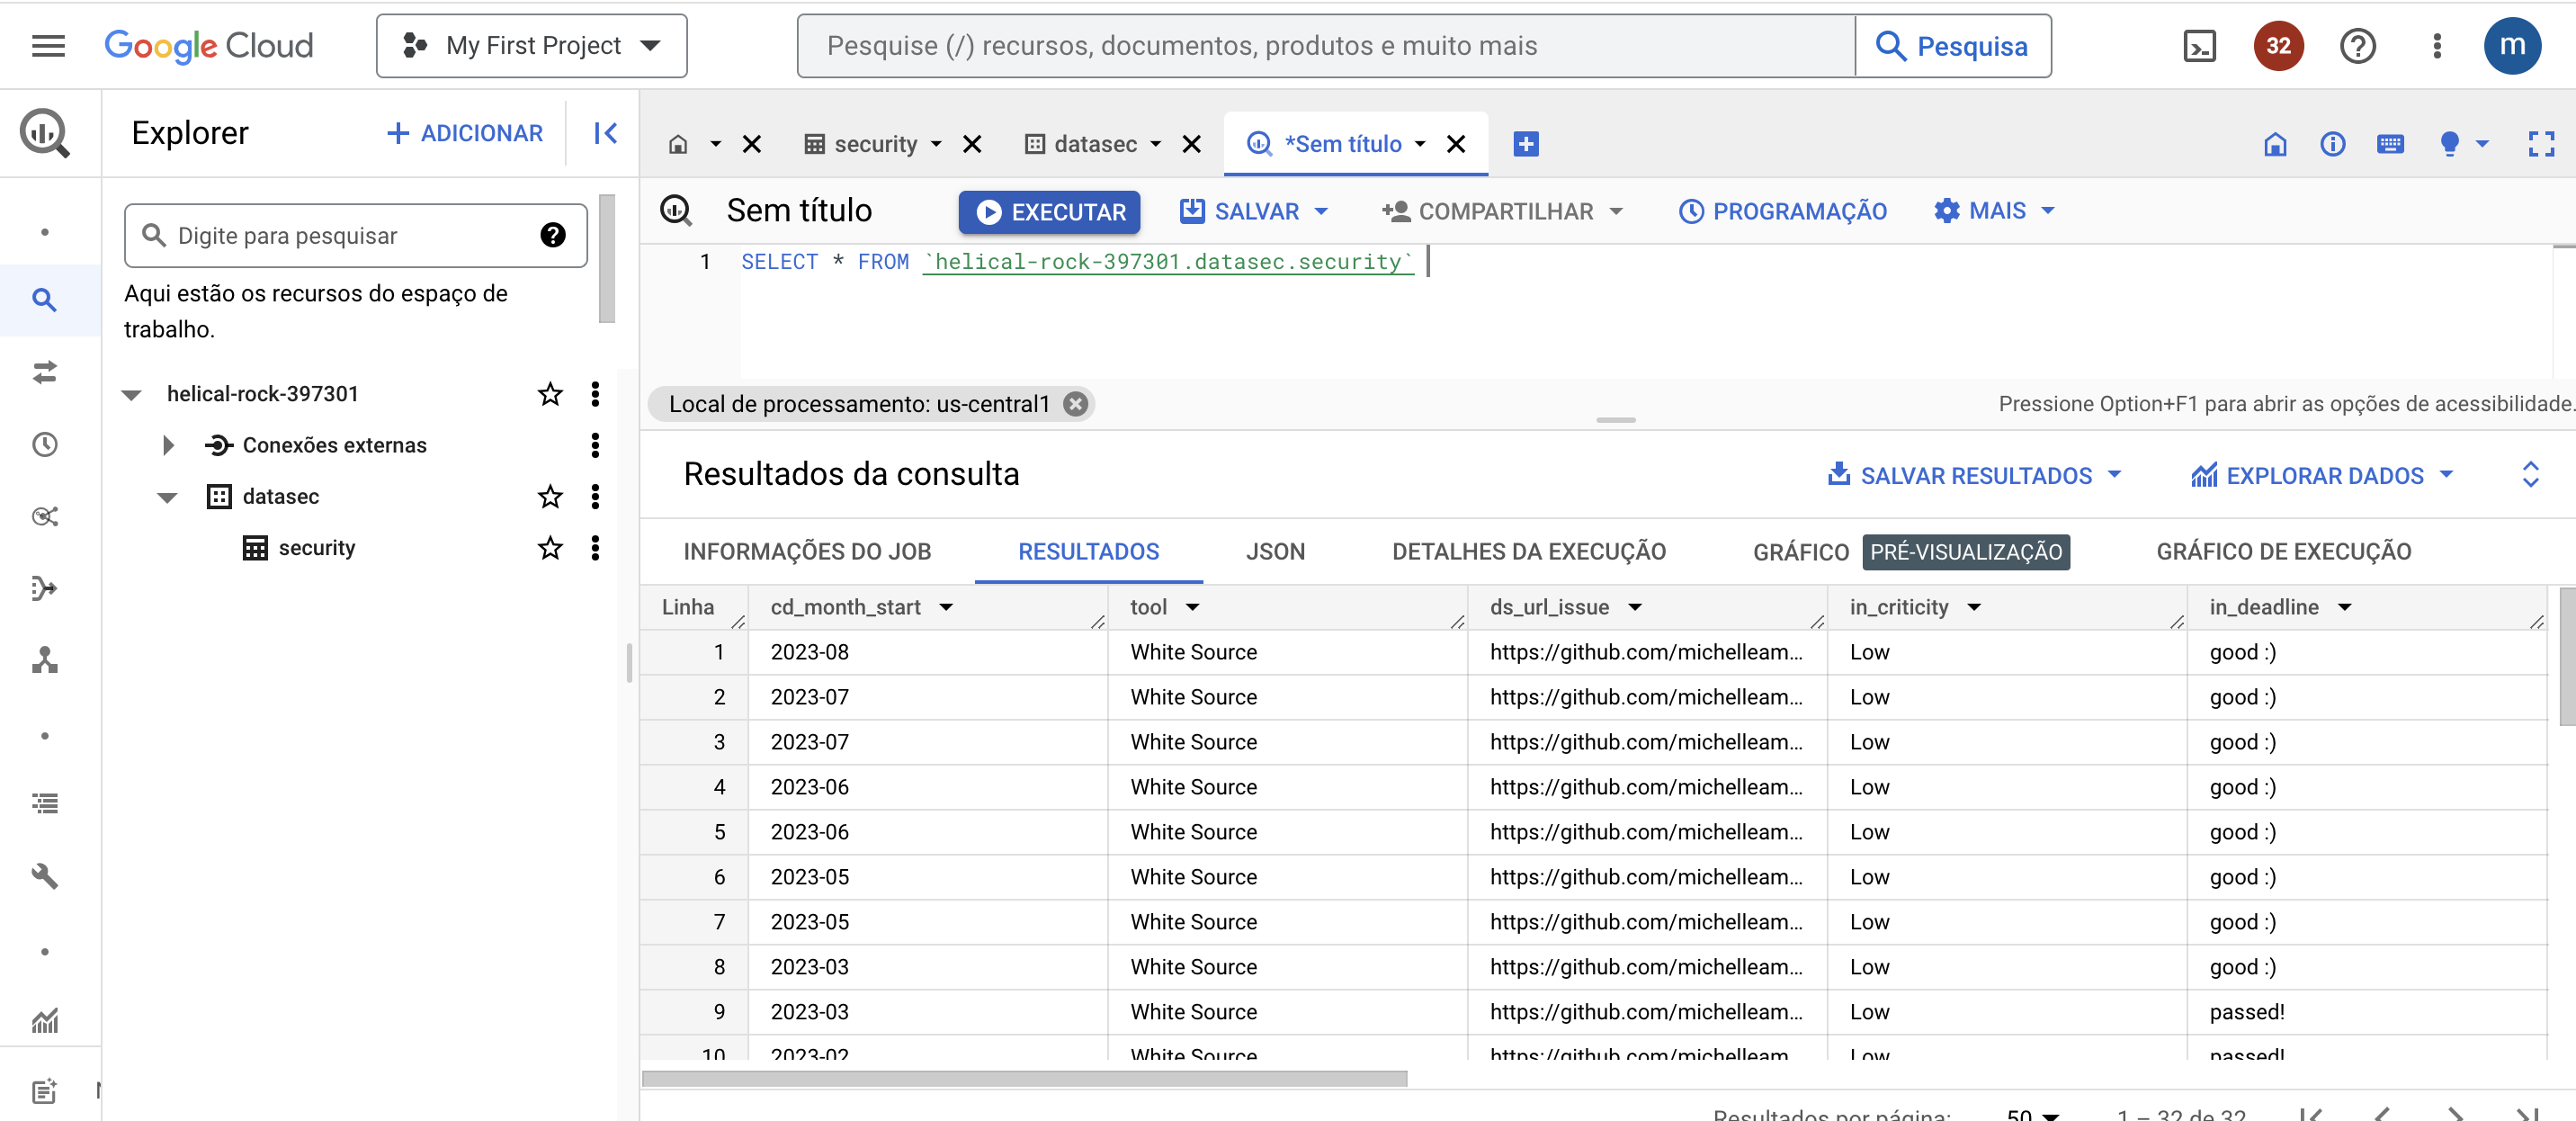 Google Cloud
My First Project
Pesquise (/) recursos, documentos, produtos e muito mais
Pesquisa
32
m
Explorer
ADICIONAR
security
datasec
*Sem título
Digite para pesquisar
Aqui estão os recursos do espaço de
trabalho.
helical-rock-397301
Conexões externas
datasec
security
Sem título
EXECUTAR
SALVAR
COMPARTILHAR
PROGRAMAÇÃO
MAIS
1 SELECT * FROM `helical-rock-397301.datasec.security`
Local de processamento: us-central1
Pressione Option+F1 para abrir as opções de acessibilidade.
Resultados da consulta
SALVAR RESULTADOS
EXPLORAR DADOS
INFORMAÇÕES DO JOB RESULTADOS JSON DETALHES DA EXECUÇÃO GRÁFICO PRÉ-VISUALIZAÇÃO GRÁFICO DE EXECUÇÃO
Linha cd_month_start tool ds_url_issue in_criticity in_deadline
1 2023-08 White Source https://github.com/michelleam... Low good :)
2 2023-07 White Source https://github.com/michelleam... Low good :)
3 2023-07 White Source https://github.com/michelleam... Low good :)
4 2023-06 White Source https://github.com/michelleam... Low good :)
5 2023-06 White Source https://github.com/michelleam... Low good :)
6 2023-05 White Source https://github.com/michelleam... Low good :)
7 2023-05 White Source https://github.com/michelleam... Low good :)
8 2023-03 White Source https://github.com/michelleam... Low good :)
9 2023-03 White Source https://github.com/michelleam... Low passed!
10 2023-02 White Source https://github.com/michelleam Low passed!
Resultados por página: 50 1 – 32 de 32